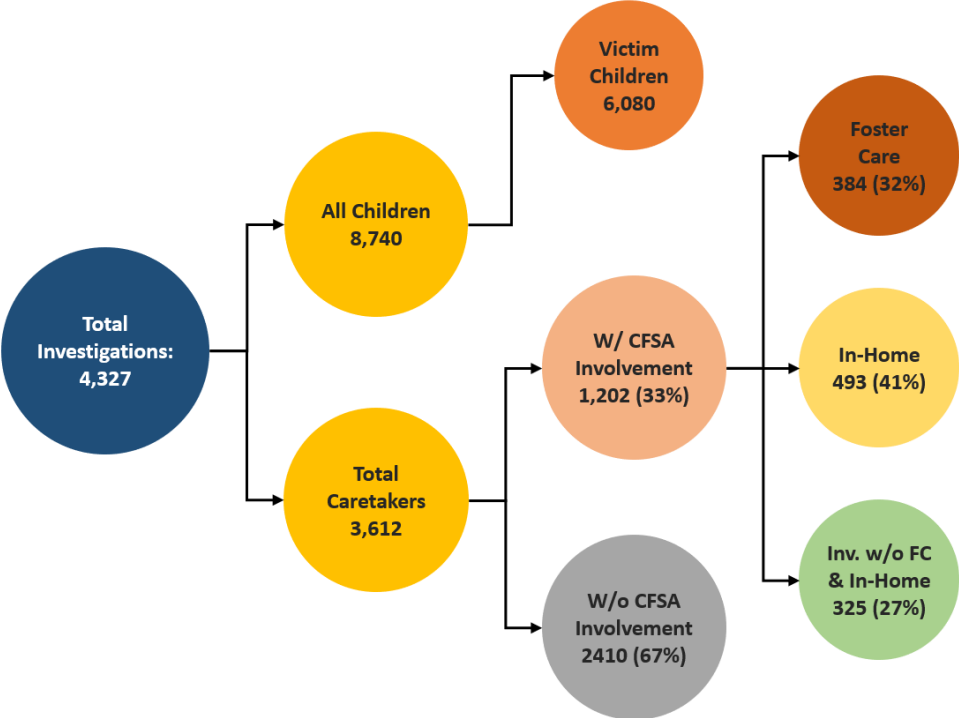 Total
Investigations:
4,327
All Children
8,740
Victim
Children
6,080
Total
Caretakers
3,612
W/ CFSA
Involvement
1,202 (33%)
W/o CFSA
Involvement
2410 (67%)
Foster
Care
384 (32%)
In-Home
493 (41%)
Inv. w/o FC
& In-Home
325 (27%)